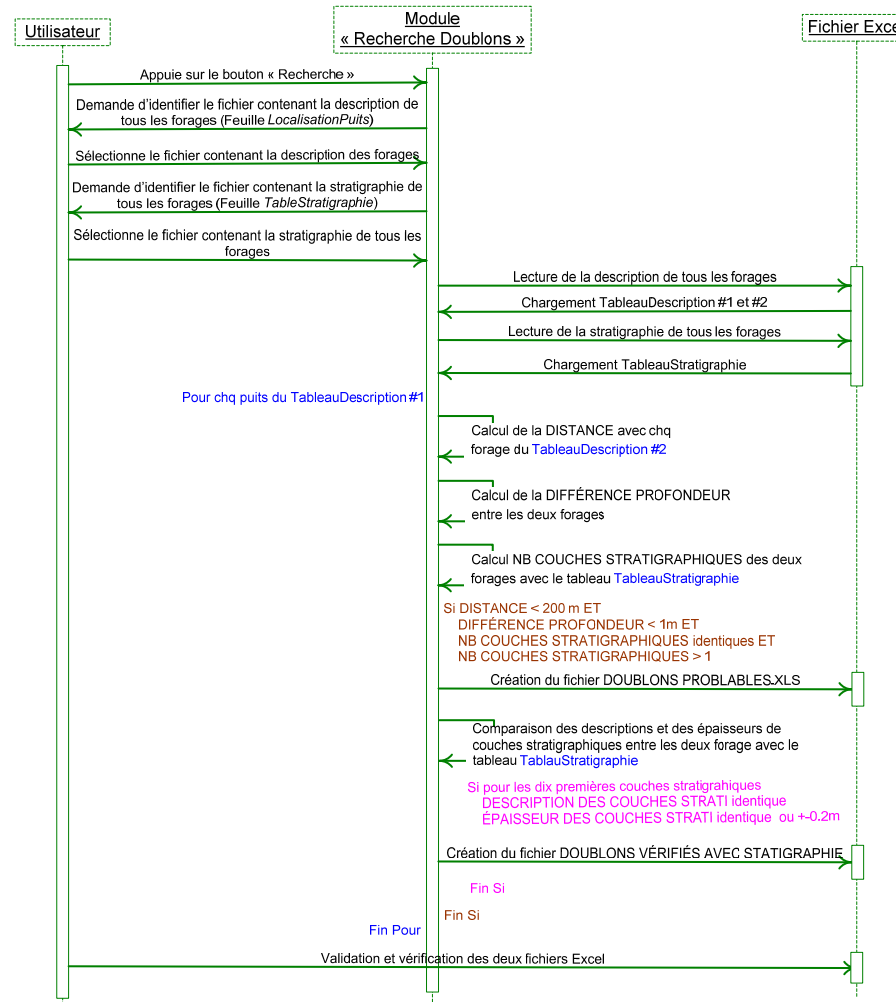 Utilisateur
Module
« Recherche Doublons »
Fichier Exce
Appuie sur le bouton « Recherche »
Demande d'identifier le fichier contenant la description de
tous les forages (Feuille LocalisationPuits)
Sélectionne le fichier contenant la description des forages
Demande d'identifier le fichier contenant la stratigraphie de
tous les forages (Feuille TableStratigraphie)
Sélectionne le fichier contenant la stratigraphie de tous les
forages
Lecture de la description de tous les forages
Chargement TableauDescription #1 et #2
Lecture de la stratigraphie de tous les forages
Chargement TableauStratigraphie
Pour chq puits du TableauDescription #1
Calcul de la DISTANCE avec chq
forage du TableauDescription #2
Calcul de la DIFFÉRENCE PROFONDEUR
entre les deux forages
Calcul NB COUCHES STRATIGRAPHIQUES des deux
forages avec le tableau TableauStratigraphie
Si DISTANCE < 200 m ET
DIFFÉRENCE PROFONDEUR < 1m ET
NB COUCHES STRATIGRAPHIQUES identiques ET
NB COUCHES STRATIGRAPHIQUES > 1
Création du fichier DOUBLONS PROBLABLES.XLS
Comparaison des descriptions et des épaisseurs de
couches stratigraphiques entre les deux forage avec le
tableau TablauStratigraphie
Si pour les dix premières couches stratigrahiques
DESCRIPTION DES COUCHES STRATI identique
ÉPAISSEUR DES COUCHES STRATI identique ou +-0.2m
Création du fichier DOUBLONS VÉRIFIÉS AVEC STATIGRAPHIE
Fin Si
Fin Si
Fin Pour
Validation et vérification des deux fichiers Excel